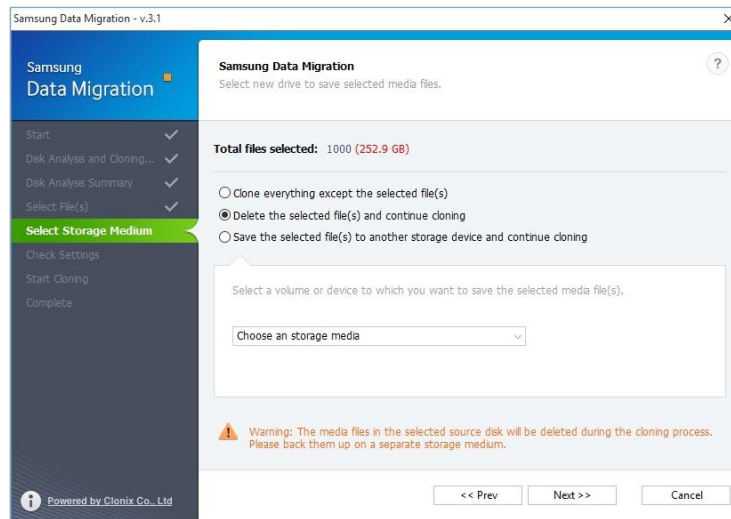 Samsung Data Migration - v.3.1
Samsung
Data Migration
Samsung Data Migration
Select new drive to save selected media files.
?
Start
Disk Analysis and Cloning...
Disk Analysis Summary
Select File(s)
Select Storage Medium
Check Settings
Start Cloning
Complete
Total files selected: 1000 (252.9 GB)
Clone everything except the selected file(s)
Delete the selected file(s) and continue cloning
Save the selected file(s) to another storage device and continue cloning
Select a volume or device to which you want to save the selected media file(s).
Choose an storage media
Warning: The media files in the selected source disk will be deleted during the cloning process.
Please back them up on a separate storage medium.
Powered by Clonix Co., Ltd
<< Prev
Next >>
Cancel